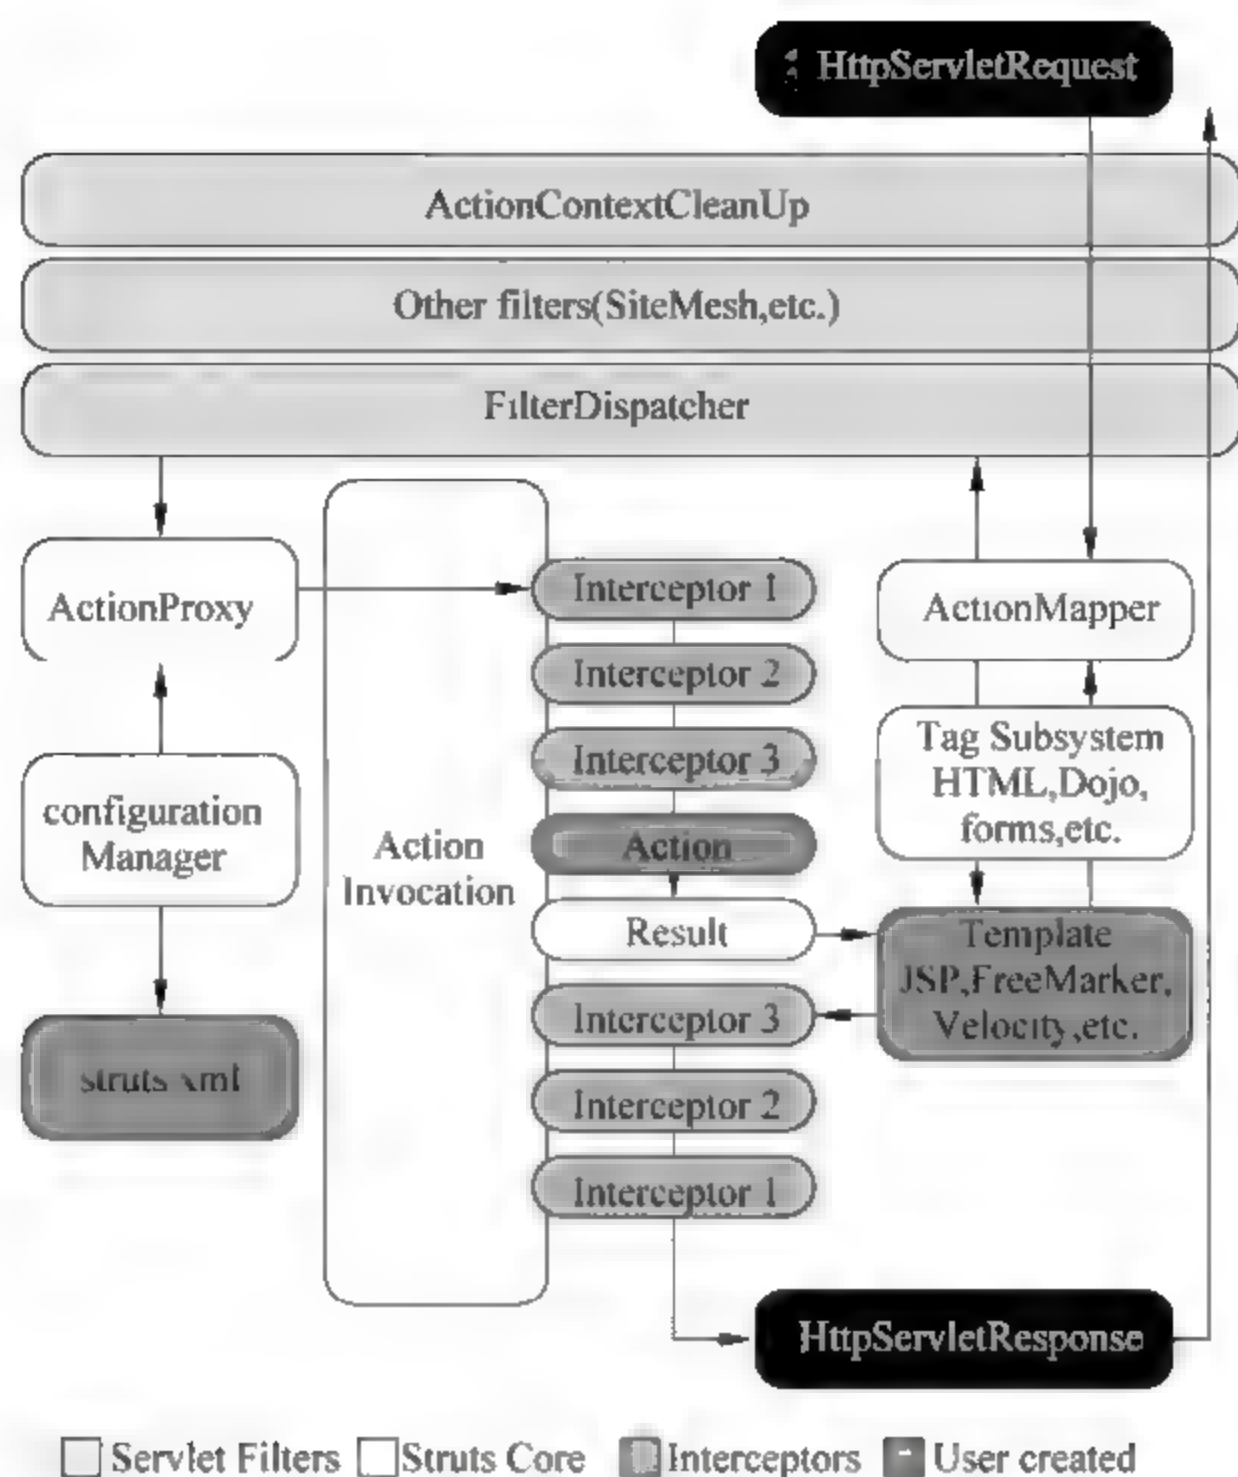 HttpServletRequest
ActionContextCleanUp
Other filters(SiteMesh,etc.)
FilterDispatcher
ActionProxy
configuration
Manager
struts xml
Action
Invocation
Interceptor 1
Interceptor 2
Interceptor 3
Action
Result
Interceptor 3
Interceptor 2
Interceptor 1
ActionMapper
Tag Subsystem
HTML,Dojo,
forms,etc.
Template
JSP,FreeMarker,
Velocity,etc.
HttpServletResponse
Servlet Filters
Struts Core
Interceptors
User created